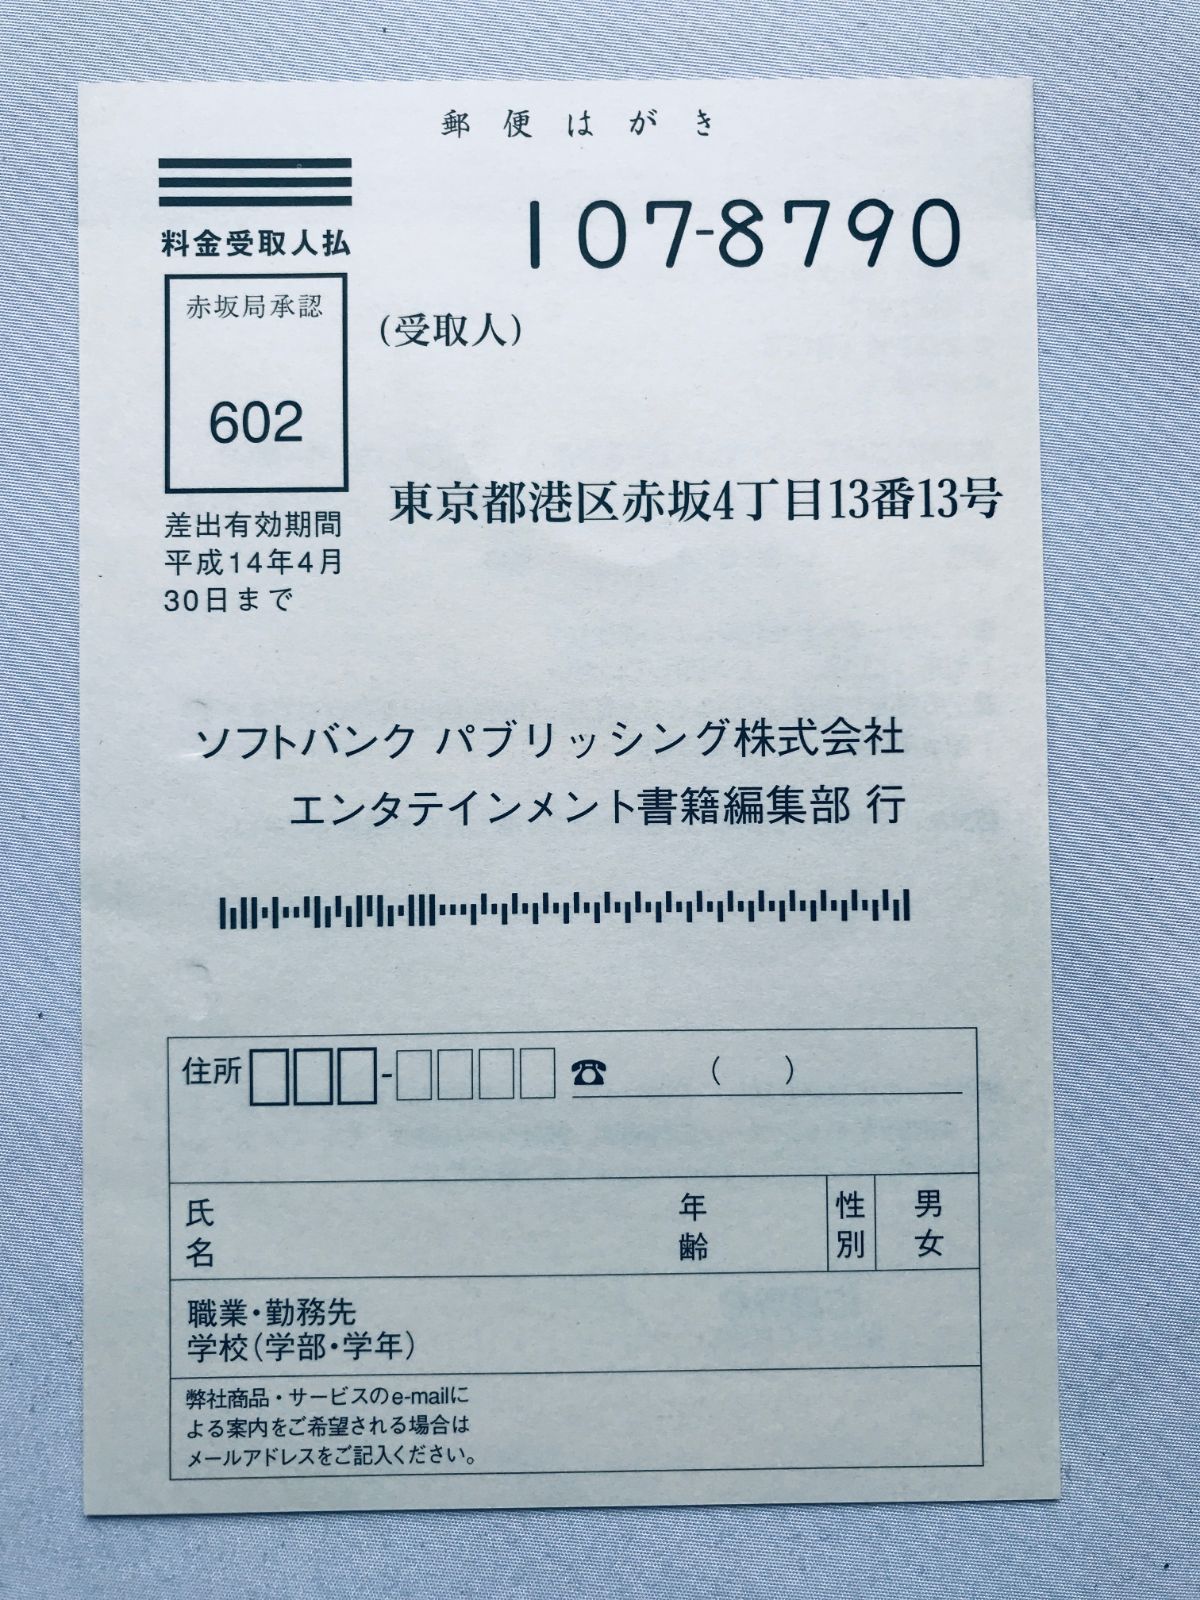 郵便はがき
料金受取人払
赤坂局承認
602
差出有効期間
平成14年4月
30日まで
107-8790
(受取人)
東京都港区赤坂4丁目13番13号
ソフトバンク パブリッシング株式会社
エンタテインメント書籍編集部 行
住所 - ☎ ( )
氏名 年齢 性別 男 女
職業・勤務先
学校(学部・学年)
弊社商品・サービスのe-mailに
よる案内をご希望される場合は
メールアドレスをご記入ください。